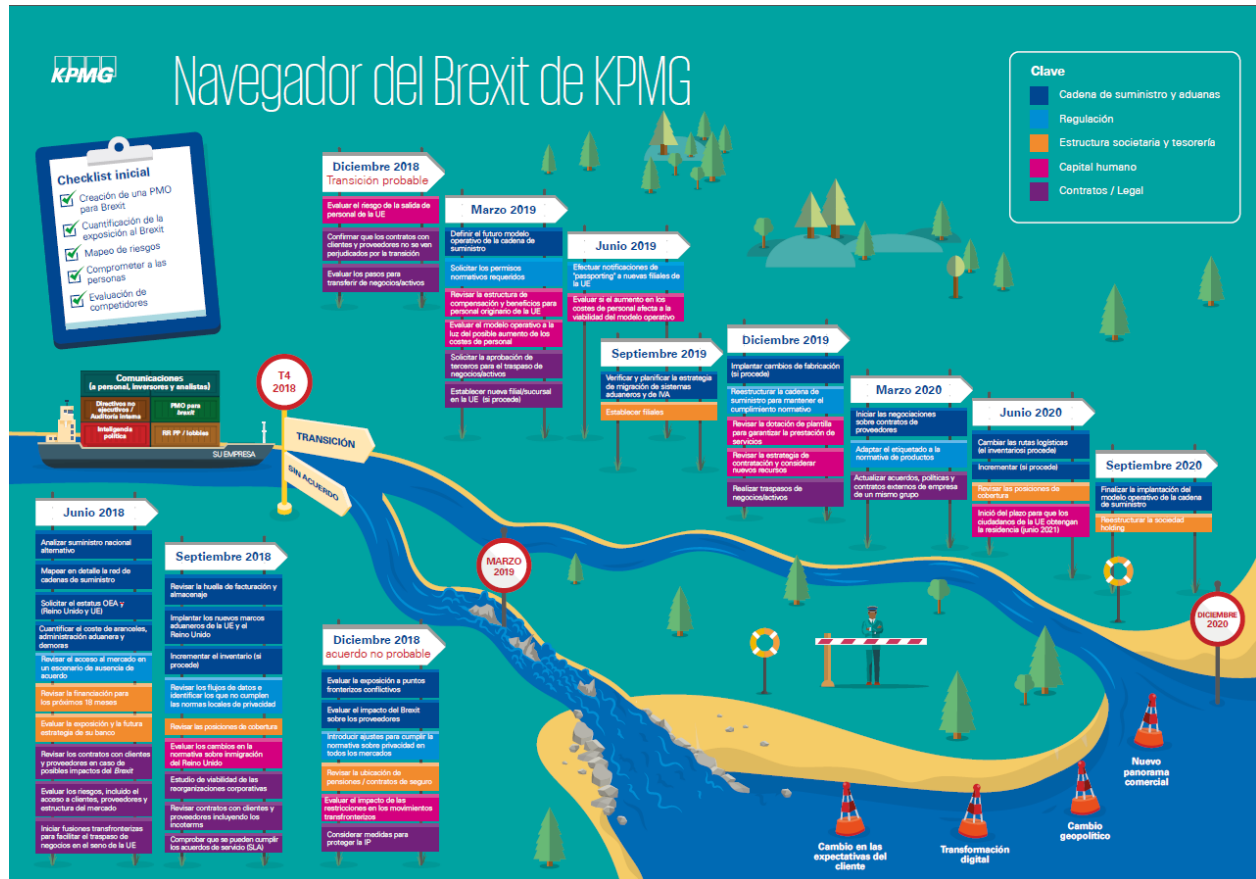 KPMG
Navegador del Brexit de KPMG
Clave
Cadena de suministro y aduanas
Regulación
Estructura societaria y tesorería
Capital humano
Contratos / Legal
Checklist inicial
Creación de una PMO
para Brexit
Cuantificación de la
exposición al Brexit
Mapeo de riesgos
Comprometer a las
personas
Evaluación de
competidores
Diciembre 2018
Transición probable
Evaluar el riesgo de la salida de
personal de la UE
Confirmar que los contratos con
clientes y proveedores no se ven
perjudicados por la transición
Evaluar los pasos para
transferir de negocios/activos
Marzo 2019
Definir el futuro modelo
operativo de la cadena de
suministro
Solicitar los permisos
normativos requeridos
Revisar la estructura de
compensación y beneficios para
personal originario de la UE
Evaluar el modelo operativo a la
luz del posible aumento de los
costes de personal
Solicitar la aprobación de
terceros para el traspaso de
negocios/activos
Establecer nueva filial/sucursal
en la UE (si procede)
Junio 2019
Efectuar notificaciones de
"passporting" a nuevas filiales de
la UE
Evaluar si el aumento en los
costes de personal afecta a la
viabilidad del modelo operativo
Septiembre 2019
Verificar y planificar la estrategia
de migración de sistemas
aduaneros y de IVA
Establecer filiales
Diciembre 2019
Implantar cambios de fabricación
(si procede)
Reestructurar la cadena de
suministro para mantener el
cumplimiento normativo
Revisar la dotación de plantilla
para garantizar la prestación de
servicios
Revisar la estrategia de
contratación y considerar
nuevos recursos
Realizar traspasos de
negocios/activos
Marzo 2020
Iniciar las negociaciones
sobre contratos de
proveedores
Adaptar el etiquetado a la
normativa de productos
Actualizar acuerdos, políticas y
contratos externos de empresa
de un mismo grupo
Junio 2020
Cambiar las rutas logísticas
(el inventariosi procede)
Incrementar (si procede)
Revisar las posiciones de
cobertura
Inició del plazo para que los
ciudadanos de la UE obtengan
la residencia (junio 2021)
Septiembre 2020
Finalizar la implantación del
modelo operativo de la cadena
de suministro
Reestructurar la sociedad
holding
Comunicaciones
(a personal, inversores y analistas)
Directivos no
ejecutivos /
Auditoría interna
PMO para
brexit
Inteligencia
política
RR PP / lobbies
SU EMPRESA
T4
2018
TRANSICIÓN
SIN ACUERDO
MARZO
2019
DICIEMBRE
2020
Junio 2018
Analizar suministro nacional
alternativo
Mapear en detalle la red de
cadenas de suministro
Solicitar el estatus OEA y
(Reino Unido y UE)
Cuantificar el coste de aranceles,
administración aduanera y
demoras
Revisar el acceso al mercado en
un escenario de ausencia de
acuerdo
Revisar la financiación para
los próximos 18 meses
Evaluar la exposición y la futura
estrategia de su banco
Revisar los contratos con clientes
y proveedores en caso de
posibles impactos del Brexit
Evaluar los riesgos, incluido el
acceso a clientes, proveedores y
estructura del mercado
Iniciar fusiones transfronterizas
para facilitar el traspaso de
negocios en el seno de la UE
Septiembre 2018
Revisar la huella de facturación y
almacenaje
Implantar los nuevos marcos
aduaneros de la UE y el
Reino Unido
Incrementar el inventario (si
procede)
Revisar los flujos de datos e
identificar los que no cumplen
las normas locales de privacidad
Revisar las posiciones de cobertura
Evaluar los cambios en la
normativa sobre inmigración
del Reino Unido
Estudio de viabilidad de las
reorganizaciones corporativas
Revisar contratos con clientes y
proveedores incluyendo los
incoterms
Comprobar que se pueden cumplir
los acuerdos de servicio (SLA)
Diciembre 2018
acuerdo no probable
Evaluar la exposición a puntos
fronterizos conflictivos
Evaluar el impacto del Brexit
sobre los proveedores
Introducir ajustes para cumplir la
normativa sobre privacidad en
todos los mercados
Revisar la ubicación de
pensiones / contratos de seguro
Evaluar el impacto de las
restricciones en los movimientos
transfronterizos
Considerar medidas para
proteger la IP
Cambio en las
expectativas del
cliente
Transformación
digital
Cambio
geopolítico
Nuevo
panorama
comercial